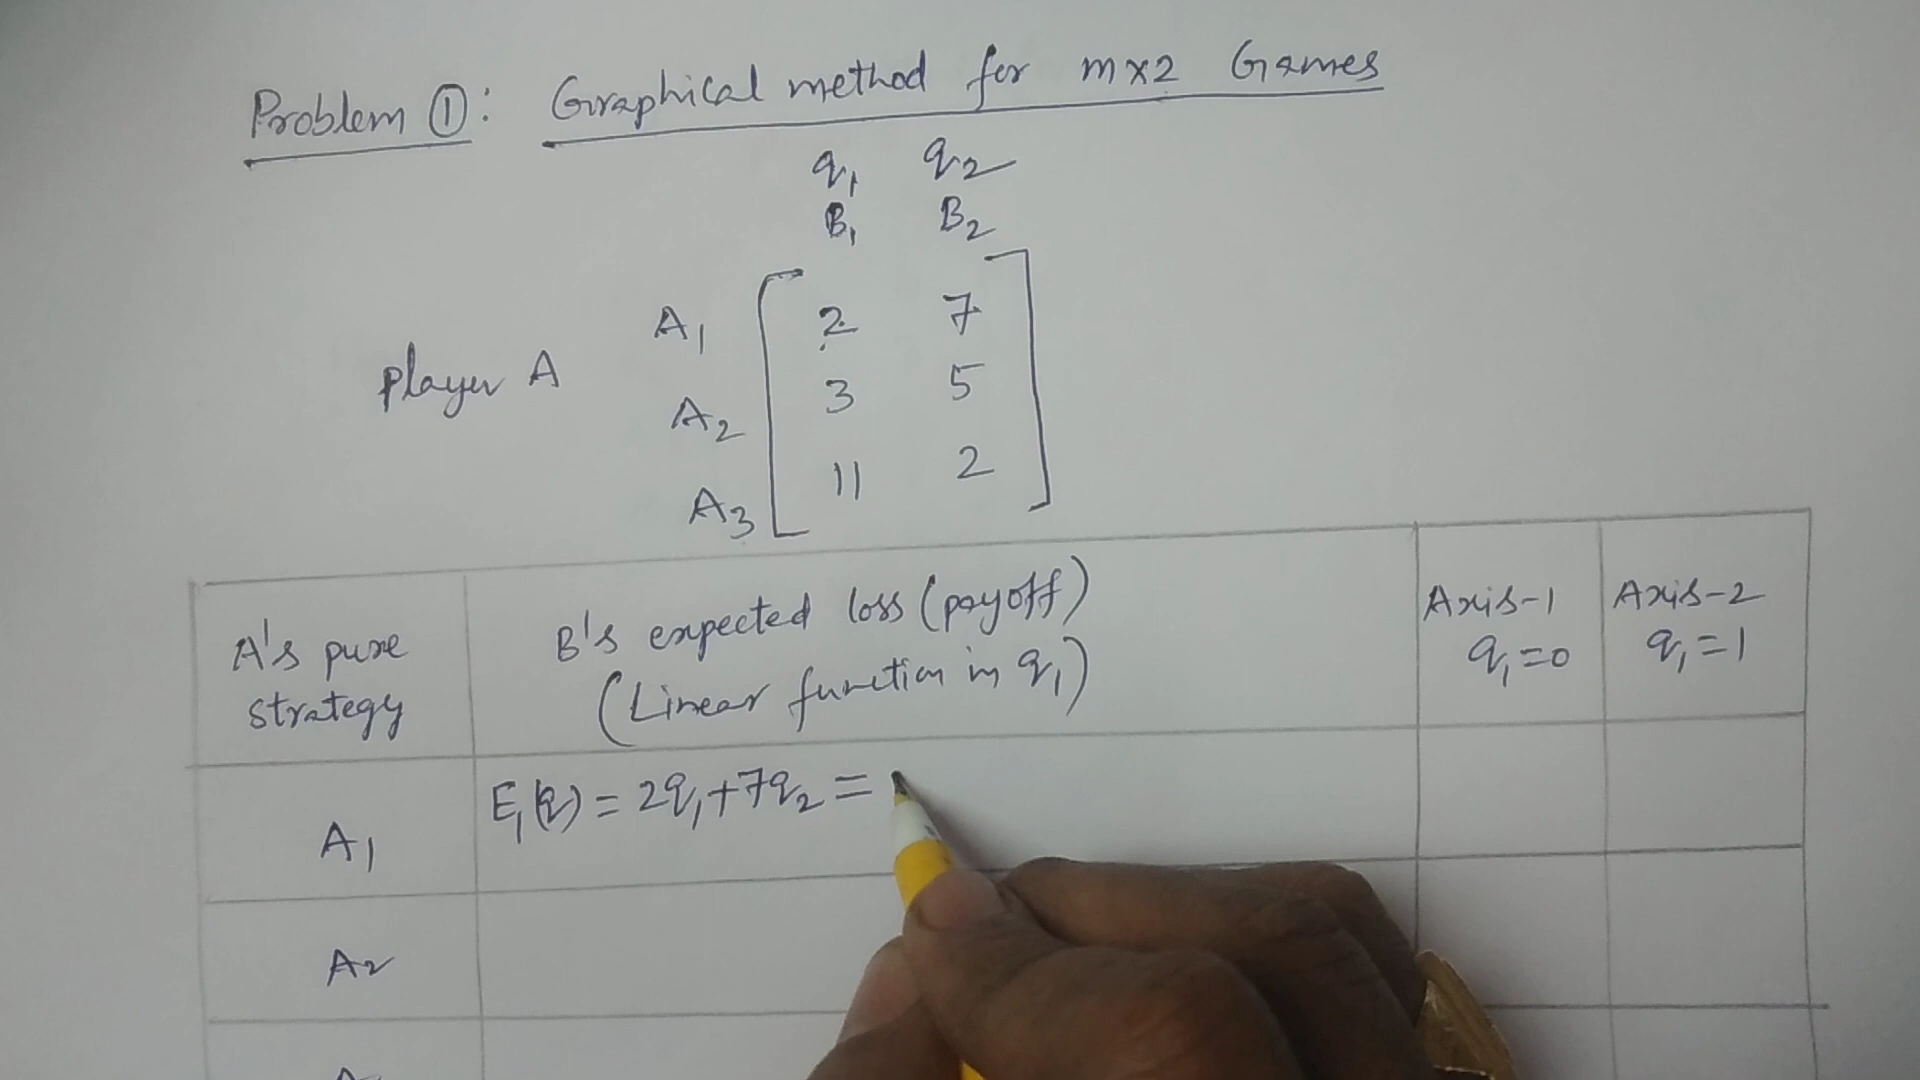 Problem ①: Graphical method for m×2 Games
q₁ q₂
B₁ B₂
A₁ 2 7
Player A
A₂ 3 5
A₃ 11 2
A's pure strategy
B's expected loss (payoff)
(Linear function in q₁)
Axis-1
q₁=0
Axis-2
q₁=1
A₁
E₁(q) = 2q₁+7q₂ =
A₂